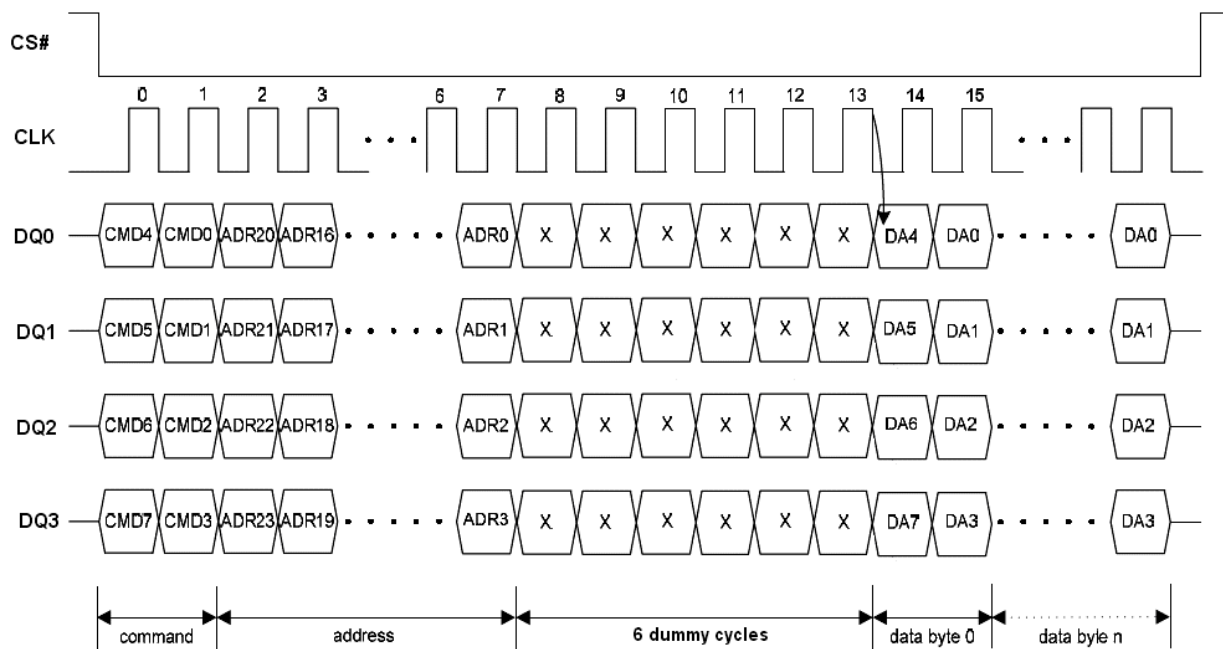 CS#
0 1 2 3 6 7 8 9 10 11 12 13 14 15
CLK
DQ0 CMD4 CMD0 ADR20 ADR16 ADR0 X X X X X X DA4 DA0 DA0
DQ1 CMD5 CMD1 ADR21 ADR17 ADR1 X X X X X X DA5 DA1 DA1
DQ2 CMD6 CMD2 ADR22 ADR18 ADR2 X X X X X X DA6 DA2 DA2
DQ3 CMD7 CMD3 ADR23 ADR19 ADR3 X X X X X X DA7 DA3 DA3
command address 6 dummy cycles data byte 0 data byle n